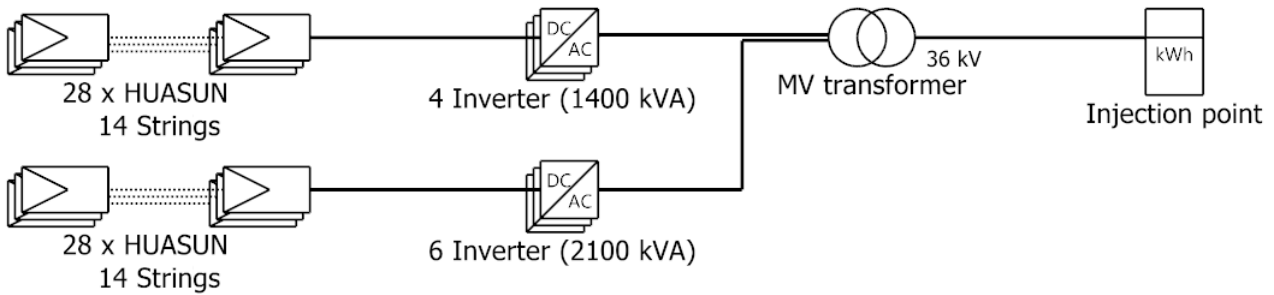 DC
AC
kWh
36 kV
28 x HUASUN
14 Strings
4 Inverter (1400 kVA)
MV transformer
Injection point
DC
AC
28 x HUASUN
14 Strings
6 Inverter (2100 kVA)